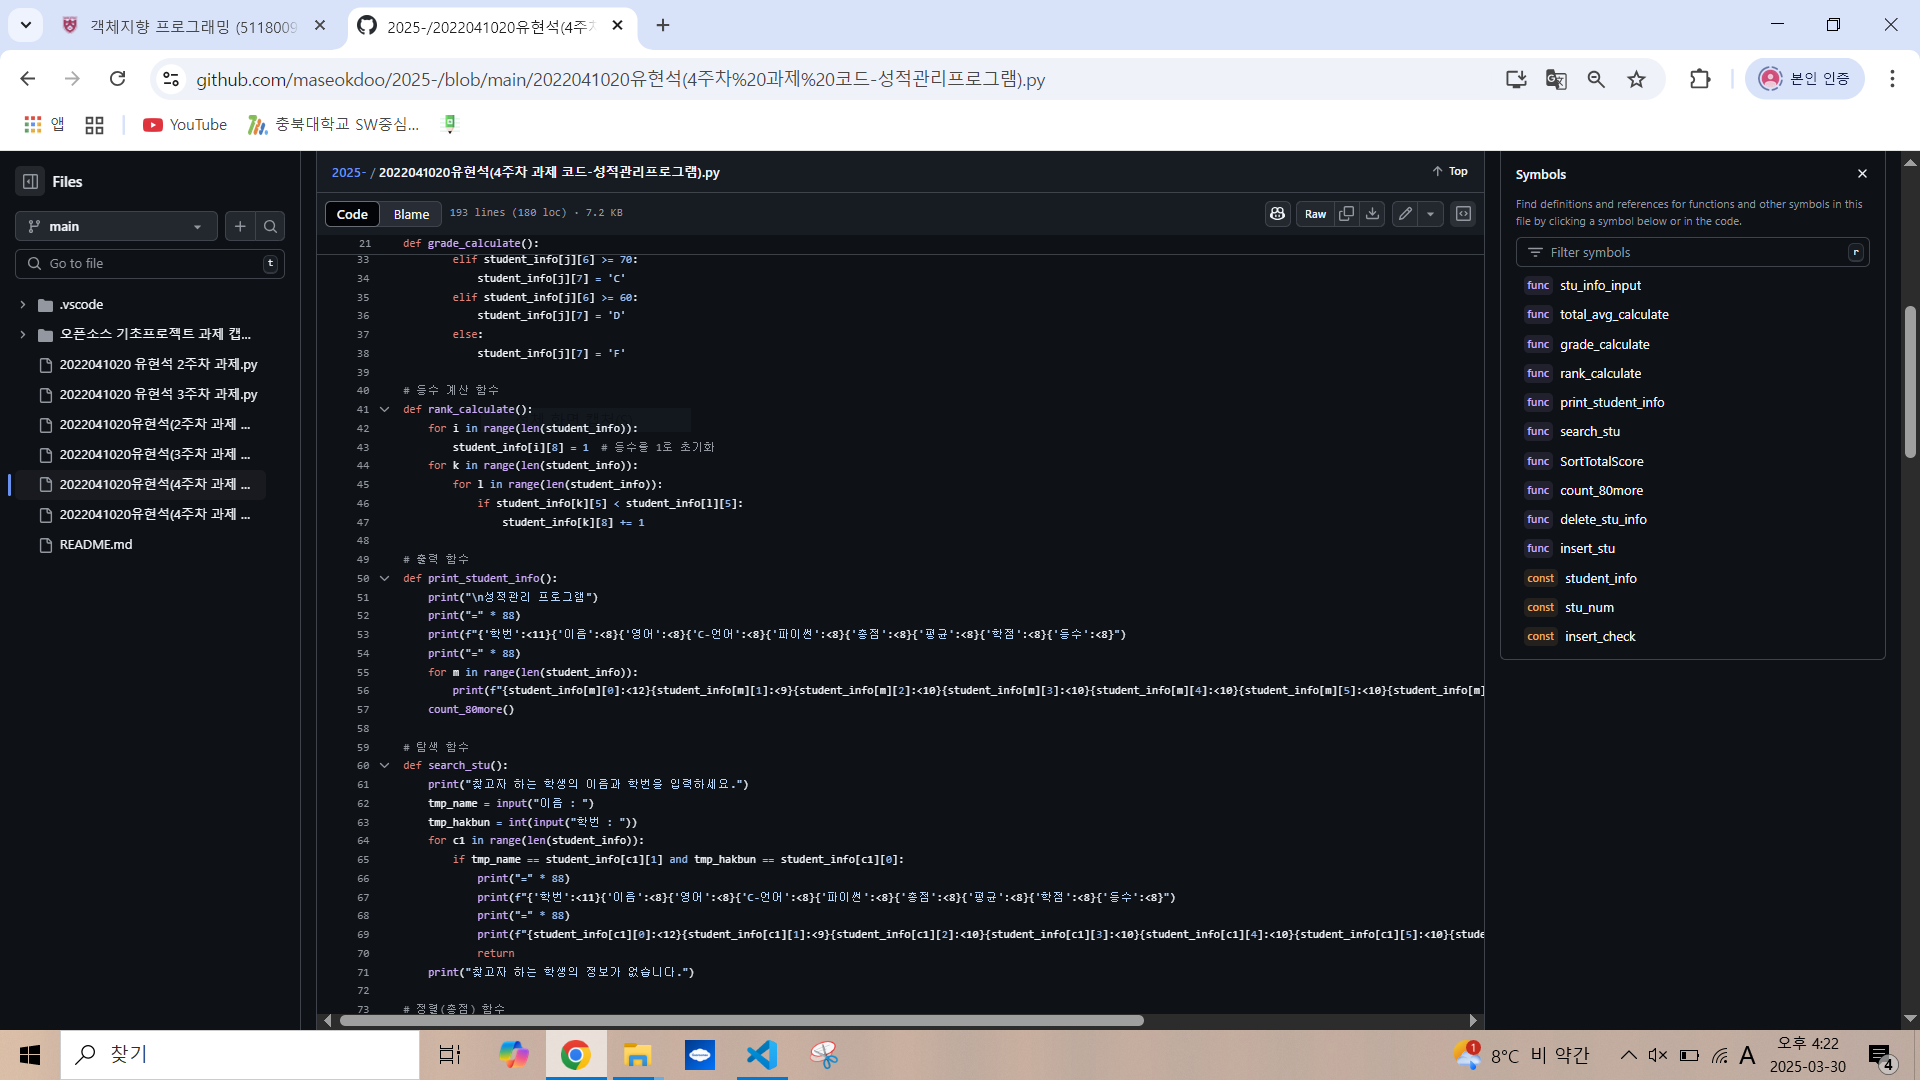 객체지향 프로그래밍 (5118009
2025-/2022041020유현석(4주차
github.com/maseokdoo/2025-/blob/main/2022041020유현석(4주차%20과제%20코드-성적관리프로그램).py
본인 인증
앱
YouTube
충북대학교 SW중심...
Files
main
Go to file
t
.vscode
오픈소스 기초프로젝트 과제 캡...
2022041020 유현석 2주차 과제.py
2022041020 유현석 3주차 과제.py
2022041020유현석(2주차 과제 ...
2022041020유현석(3주차 과제 ...
2022041020유현석(4주차 과제 ...
2022041020유현석(4주차 과제 ...
README.md
2025- / 2022041020유현석(4주차 과제 코드-성적관리프로그램).py
Top
Code
Blame
193 lines (180 loc) · 7.2 KB
Raw
21 def grade_calculate():
33 elif student_info[j][6] >= 70:
34 student_info[j][7] = 'C'
35 elif student_info[j][6] >= 60:
36 student_info[j][7] = 'D'
37 else:
38 student_info[j][7] = 'F'
39
40 # 등수 계산 함수
41 def rank_calculate():
42 for i in range(len(student_info)):
43 student_info[i][8] = 1 # 등수를 1로 초기화
44 for k in range(len(student_info)):
45 for l in range(len(student_info)):
46 if student_info[k][5] < student_info[l][5]:
47 student_info[k][8] += 1
48
49 # 출력 함수
50 def print_student_info():
51 print("\n성적관리 프로그램")
52 print("=" * 88)
53 print(f"{'학번':<11}{'이름':<8}{'영어':<8}{'C-언어':<8}{'파이썬':<8}{'총점':<8}{'평균':<8}{'학점':<8}{'등수':<8}")
54 print("=" * 88)
55 for m in range(len(student_info)):
56 print(f"{student_info[m][0]:<12}{student_info[m][1]:<9}{student_info[m][2]:<10}{student_info[m][3]:<10}{student_info[m][4]:<10}{student_info[m][5]:<10}{student_info[m]
57 count_80more()
58
59 # 탐색 함수
60 def search_stu():
61 print("찾고자 하는 학생의 이름과 학번을 입력하세요.")
62 tmp_name = input("이름 : ")
63 tmp_hakbun = int(input("학번 : "))
64 for c1 in range(len(student_info)):
65 if tmp_name == student_info[c1][1] and tmp_hakbun == student_info[c1][0]:
66 print("=" * 88)
67 print(f"{'학번':<11}{'이름':<8}{'영어':<8}{'C-언어':<8}{'파이썬':<8}{'총점':<8}{'평균':<8}{'학점':<8}{'등수':<8}")
68 print("=" * 88)
69 print(f"{student_info[c1][0]:<12}{student_info[c1][1]:<9}{student_info[c1][2]:<10}{student_info[c1][3]:<10}{student_info[c1][4]:<10}{student_info[c1][5]:<10}{stude
70 return
71 print("찾고자 하는 학생의 정보가 없습니다.")
72
73 # 정렬(총점) 함수
Symbols
Find definitions and references for functions and other symbols in this
file by clicking a symbol below or in the code.
Filter symbols
r
func stu_info_input
func total_avg_calculate
func grade_calculate
func rank_calculate
func print_student_info
func search_stu
func SortTotalScore
func count_80more
func delete_stu_info
func insert_stu
const student_info
const stu_num
const insert_check
찾기
1
8°C 비 약간
A
오후 4:22
2025-03-30
4